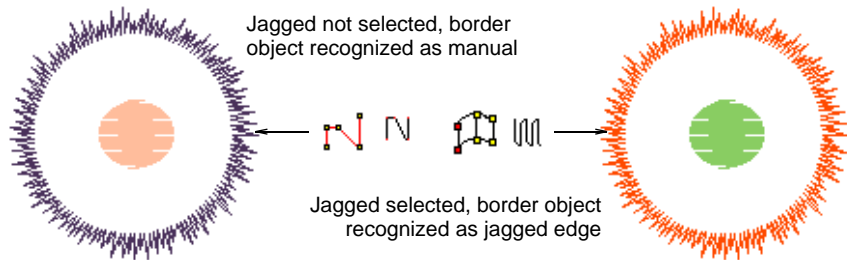 Jagged not selected, border
object recognized as manual
Jagged selected, border object
recognized as jagged edge